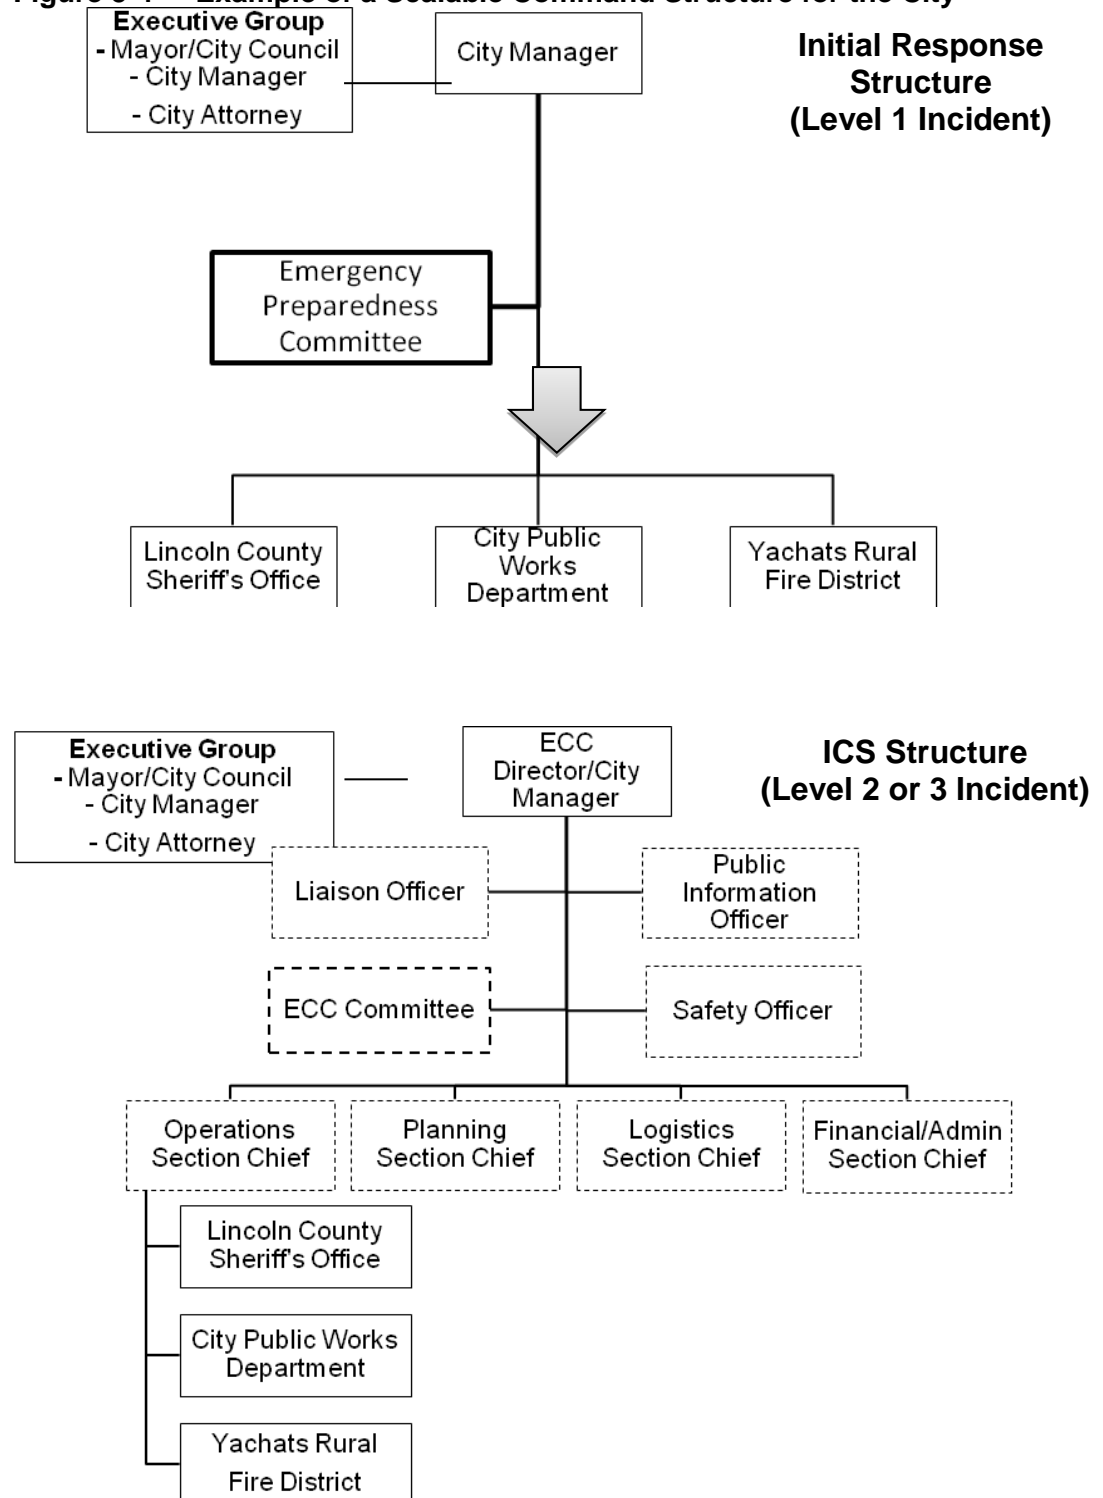 Executive Group
- Mayor/City Council
- City Manager
- City Attorney
City Manager
Initial Response
Structure
(Level 1 Incident)
Emergency
Preparedness
Committee
Lincoln County
Sheriff's Office
City Public
Works
Department
Yachats Rural
Fire District
Executive Group
- Mayor/City Council
- City Manager
- City Attorney
ECC
Director/City
Manager
ICS Structure
(Level 2 or 3 Incident)
Liaison Officer
Public
Information
Officer
ECC Committee
Safety Officer
Operations
Section Chief
Planning
Section Chief
Logistics
Section Chief
Financial/Admin
Section Chief
Lincoln County
Sheriff's Office
City Public Works
Department
Yachats Rural
Fire District